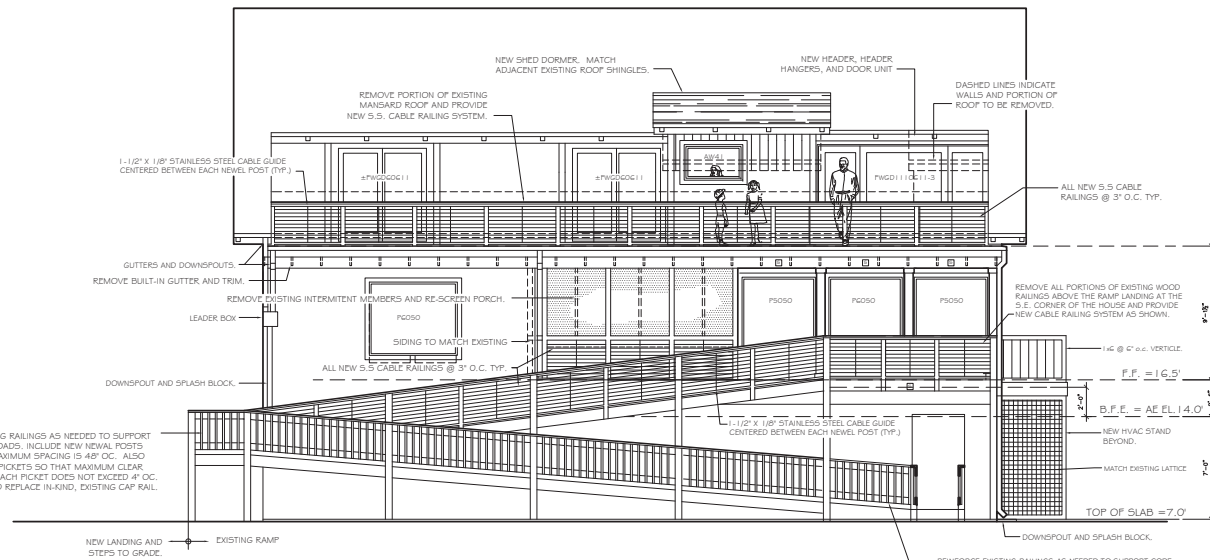 NEW SHED DORMER, MATCH
ADJACENT EXISTING ROOF SHINGLES.
NEW HEADER, HEADER
HANGERS, AND DOOR UNIT
DASHED LINES INDICATE
WALLS AND PORTION OF
ROOF TO BE REMOVED.
REMOVE PORTION OF EXISTING
MANSARD ROOF AND PROVIDE
NEW S.S. CABLE RAILING SYSTEM.
1-1/2" X 1/8" STAINLESS STEEL CABLE GUIDE
CENTERED BETWEEN EACH NEWEL POST (TYP.)
±FWGD60611
±FWGD60611
AW41
FWGD1110611-3
ALL NEW S.S CABLE
RAILINGS @ 3" O.C. TYP.
GUTTERS AND DOWNSPOUTS.
REMOVE BUILT-IN GUTTER AND TRIM.
REMOVE EXISTING INTERMITENT MEMBERS AND RE-SCREEN PORCH.
P6050
P5050
P6050
P5050
REMOVE ALL PORTIONS OF EXISTING WOOD
RAILINGS ABOVE THE RAMP LANDING AT THE
S.E. CORNER OF THE HOUSE AND PROVIDE
NEW CABLE RAILING SYSTEM AS SHOWN.
LEADER BOX
SIDING TO MATCH EXISTING
1x6 @ 6" o.c. VERTICLE.
ALL NEW S.S CABLE RAILINGS @ 3" O.C. TYP.
F.F. = 16.5'
DOWNSPOUT AND SPLASH BLOCK.
2'-0"
B.F.E. = AE EL.14.0'
1-1/2" X 1/8" STAINLESS STEEL CABLE GUIDE
CENTERED BETWEEN EACH NEWEL POST (TYP.)
NEW HVAC STAND
BEYOND.
RAILINGS AS NEEDED TO SUPPORT
INCLUDE NEW NEWAL POSTS
SPACING IS 48" OC. ALSO
PICKETS SO THAT MAXIMUM CLEAR
EACH PICKET DOES NOT EXCEED 4" OC.
REPLACE IN-KIND, EXISTING CAP RAIL.
MATCH EXISTING LATTICE
7'-0"
TOP OF SLAB =7.0'
NEW LANDING AND
STEPS TO GRADE.
EXISTING RAMP
DOWNSPOUT AND SPLASH BLOCK.